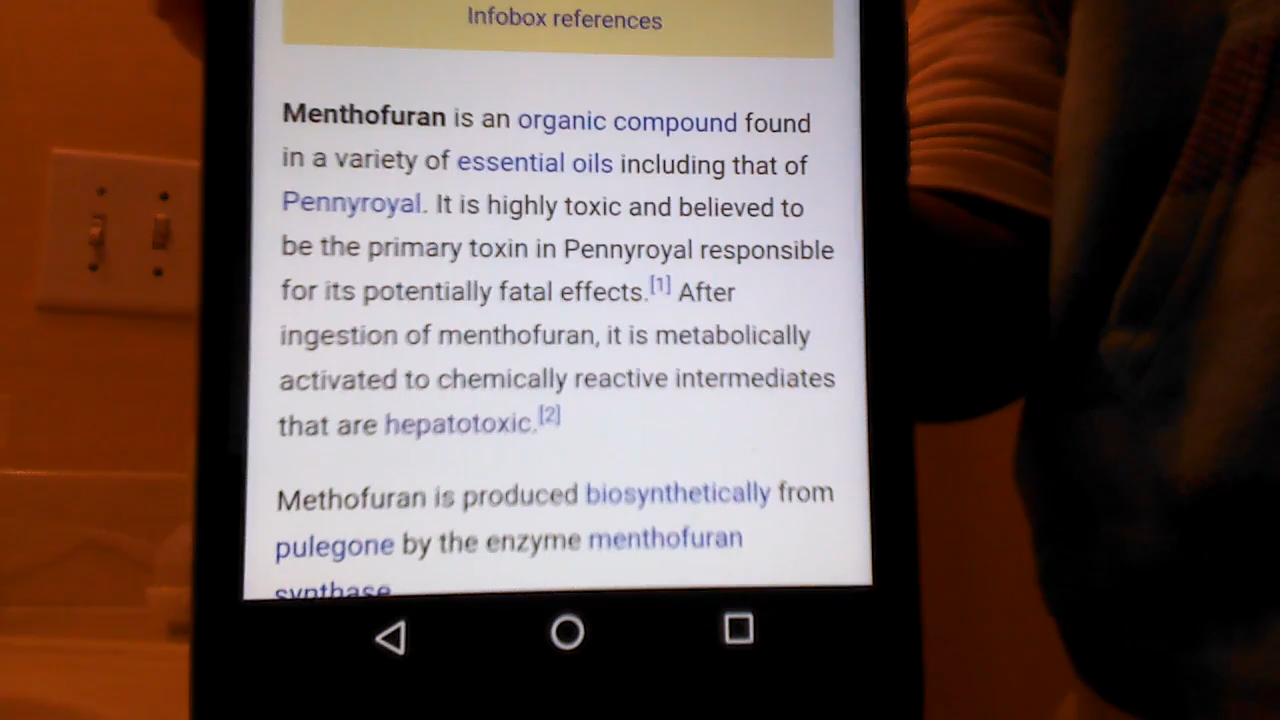 Infobox references
Menthofuran is an organic compound found
in a variety of essential oils including that of
Pennyroyal. It is highly toxic and believed to
be the primary toxin in Pennyroyal responsible
for its potentially fatal effects.[1] After
ingestion of menthofuran, it is metabolically
activated to chemically reactive intermediates
that are hepatotoxic.[2]
Methofuran is produced biosynthetically from
pulegone by the enzyme menthofuran
synthase